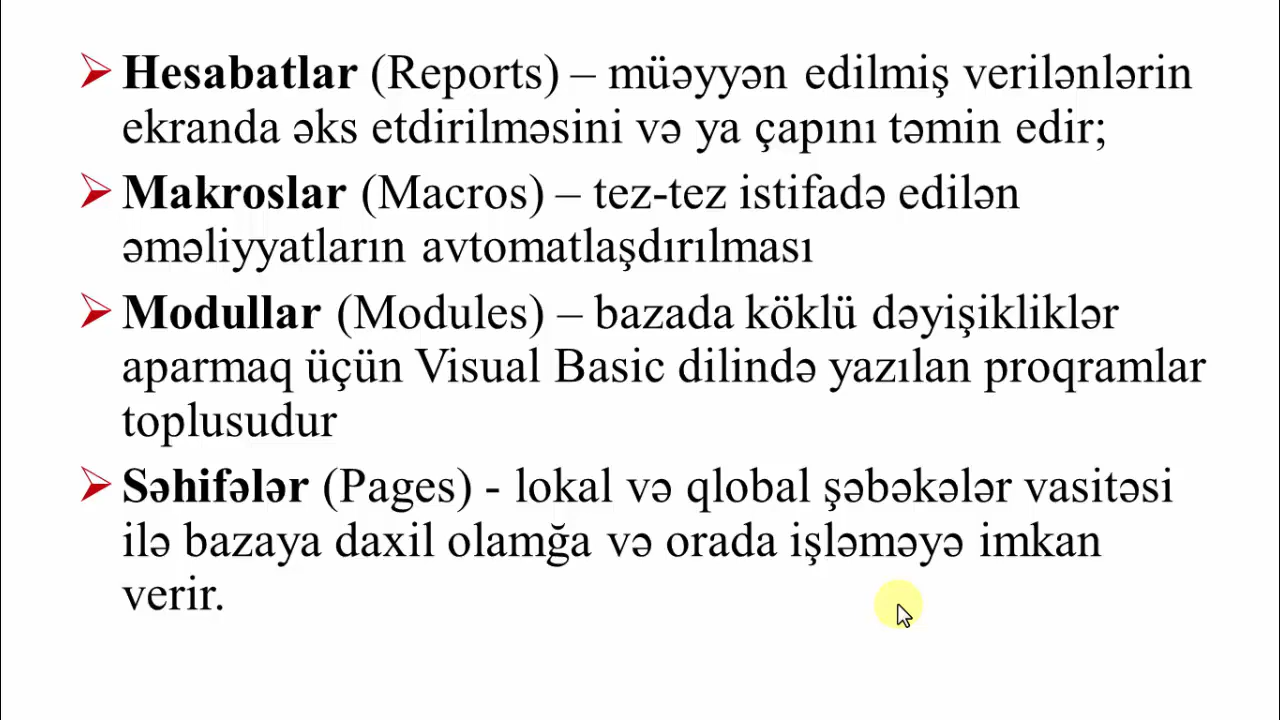 Hesabatlar (Reports) – müəyyən edilmiş verilənlərin
ekranda əks etdirilməsini və ya çapını təmin edir;
Makroslar (Macros) – tez-tez istifadə edilən
əməliyyatların avtomatlaşdırılması
Modullar (Modules) – bazada köklü dəyişikliklər
aparmaq üçün Visual Basic dilində yazılan proqramlar
toplusudur
Səhifələr (Pages) - lokal və qlobal şəbəkələr vasitəsi
ilə bazaya daxil olamğa və orada işləməyə imkan
verir.